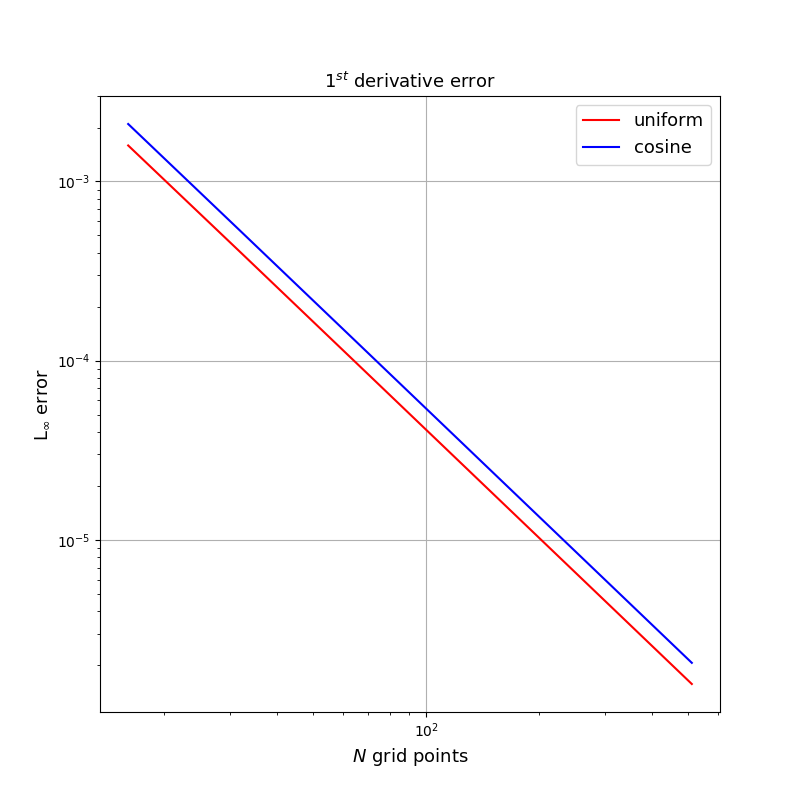 1ˢᵗ derivative error
uniform
cosine
10⁻³
10⁻⁴
10⁻⁵
L∞ error
10²
N grid points